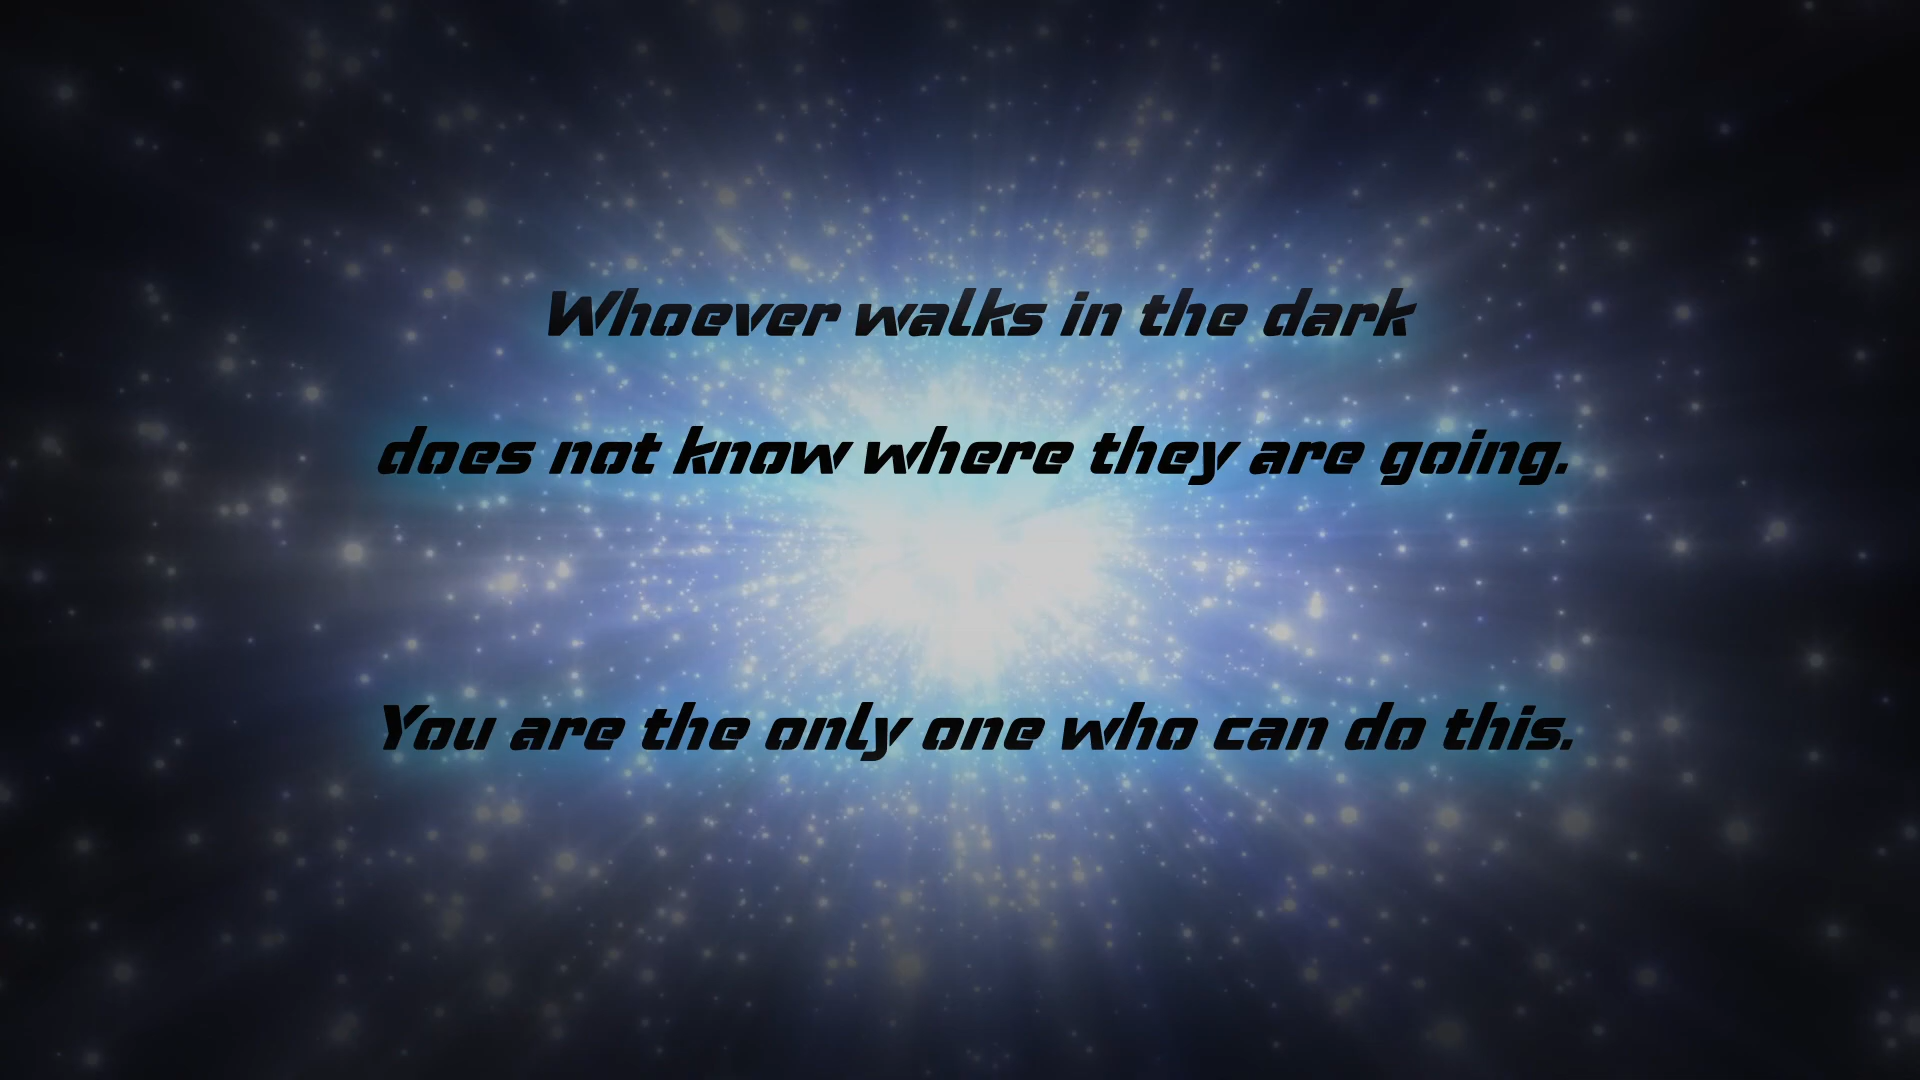 Whoever walks in the dark
does not know where they are going.
You are the only one who can do this.